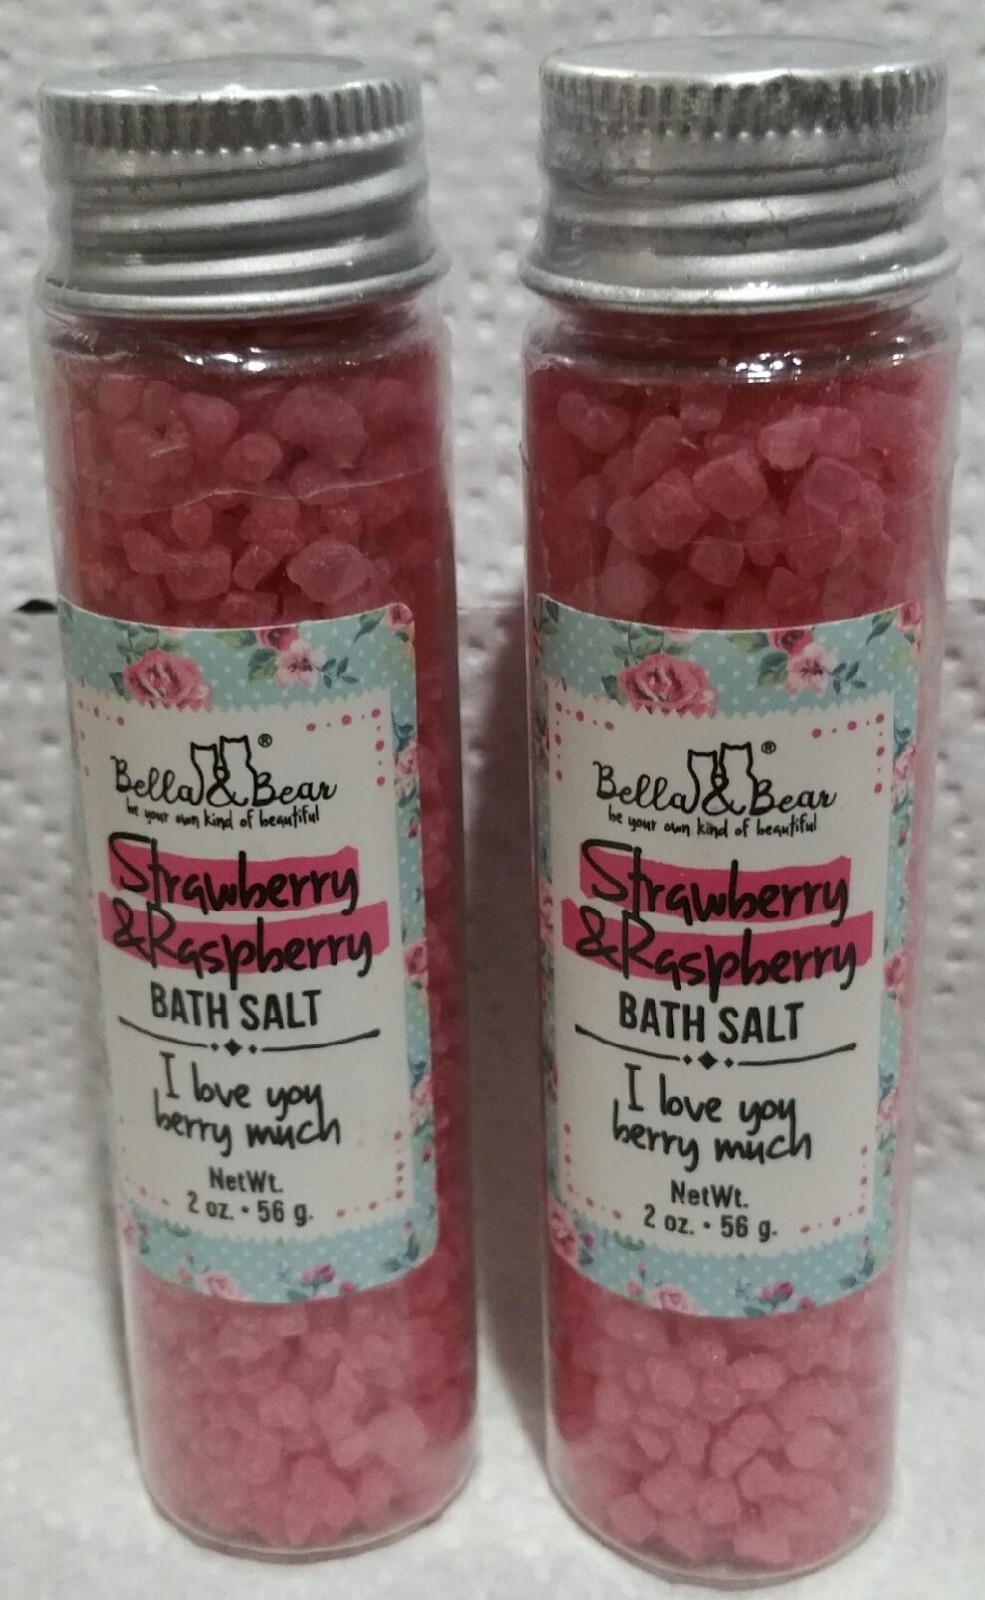 Bella & Bear®
be your own kind of beautiful
Strawberry
&Raspberry
BATH SALT
I love you
berry much
NetWt.
2 oz. • 56 g.
Bella & Bear®
be your own kind of beautiful
Strawberry
&Raspberry
BATH SALT
I love you
berry much
NetWt.
2 oz. • 56 g.